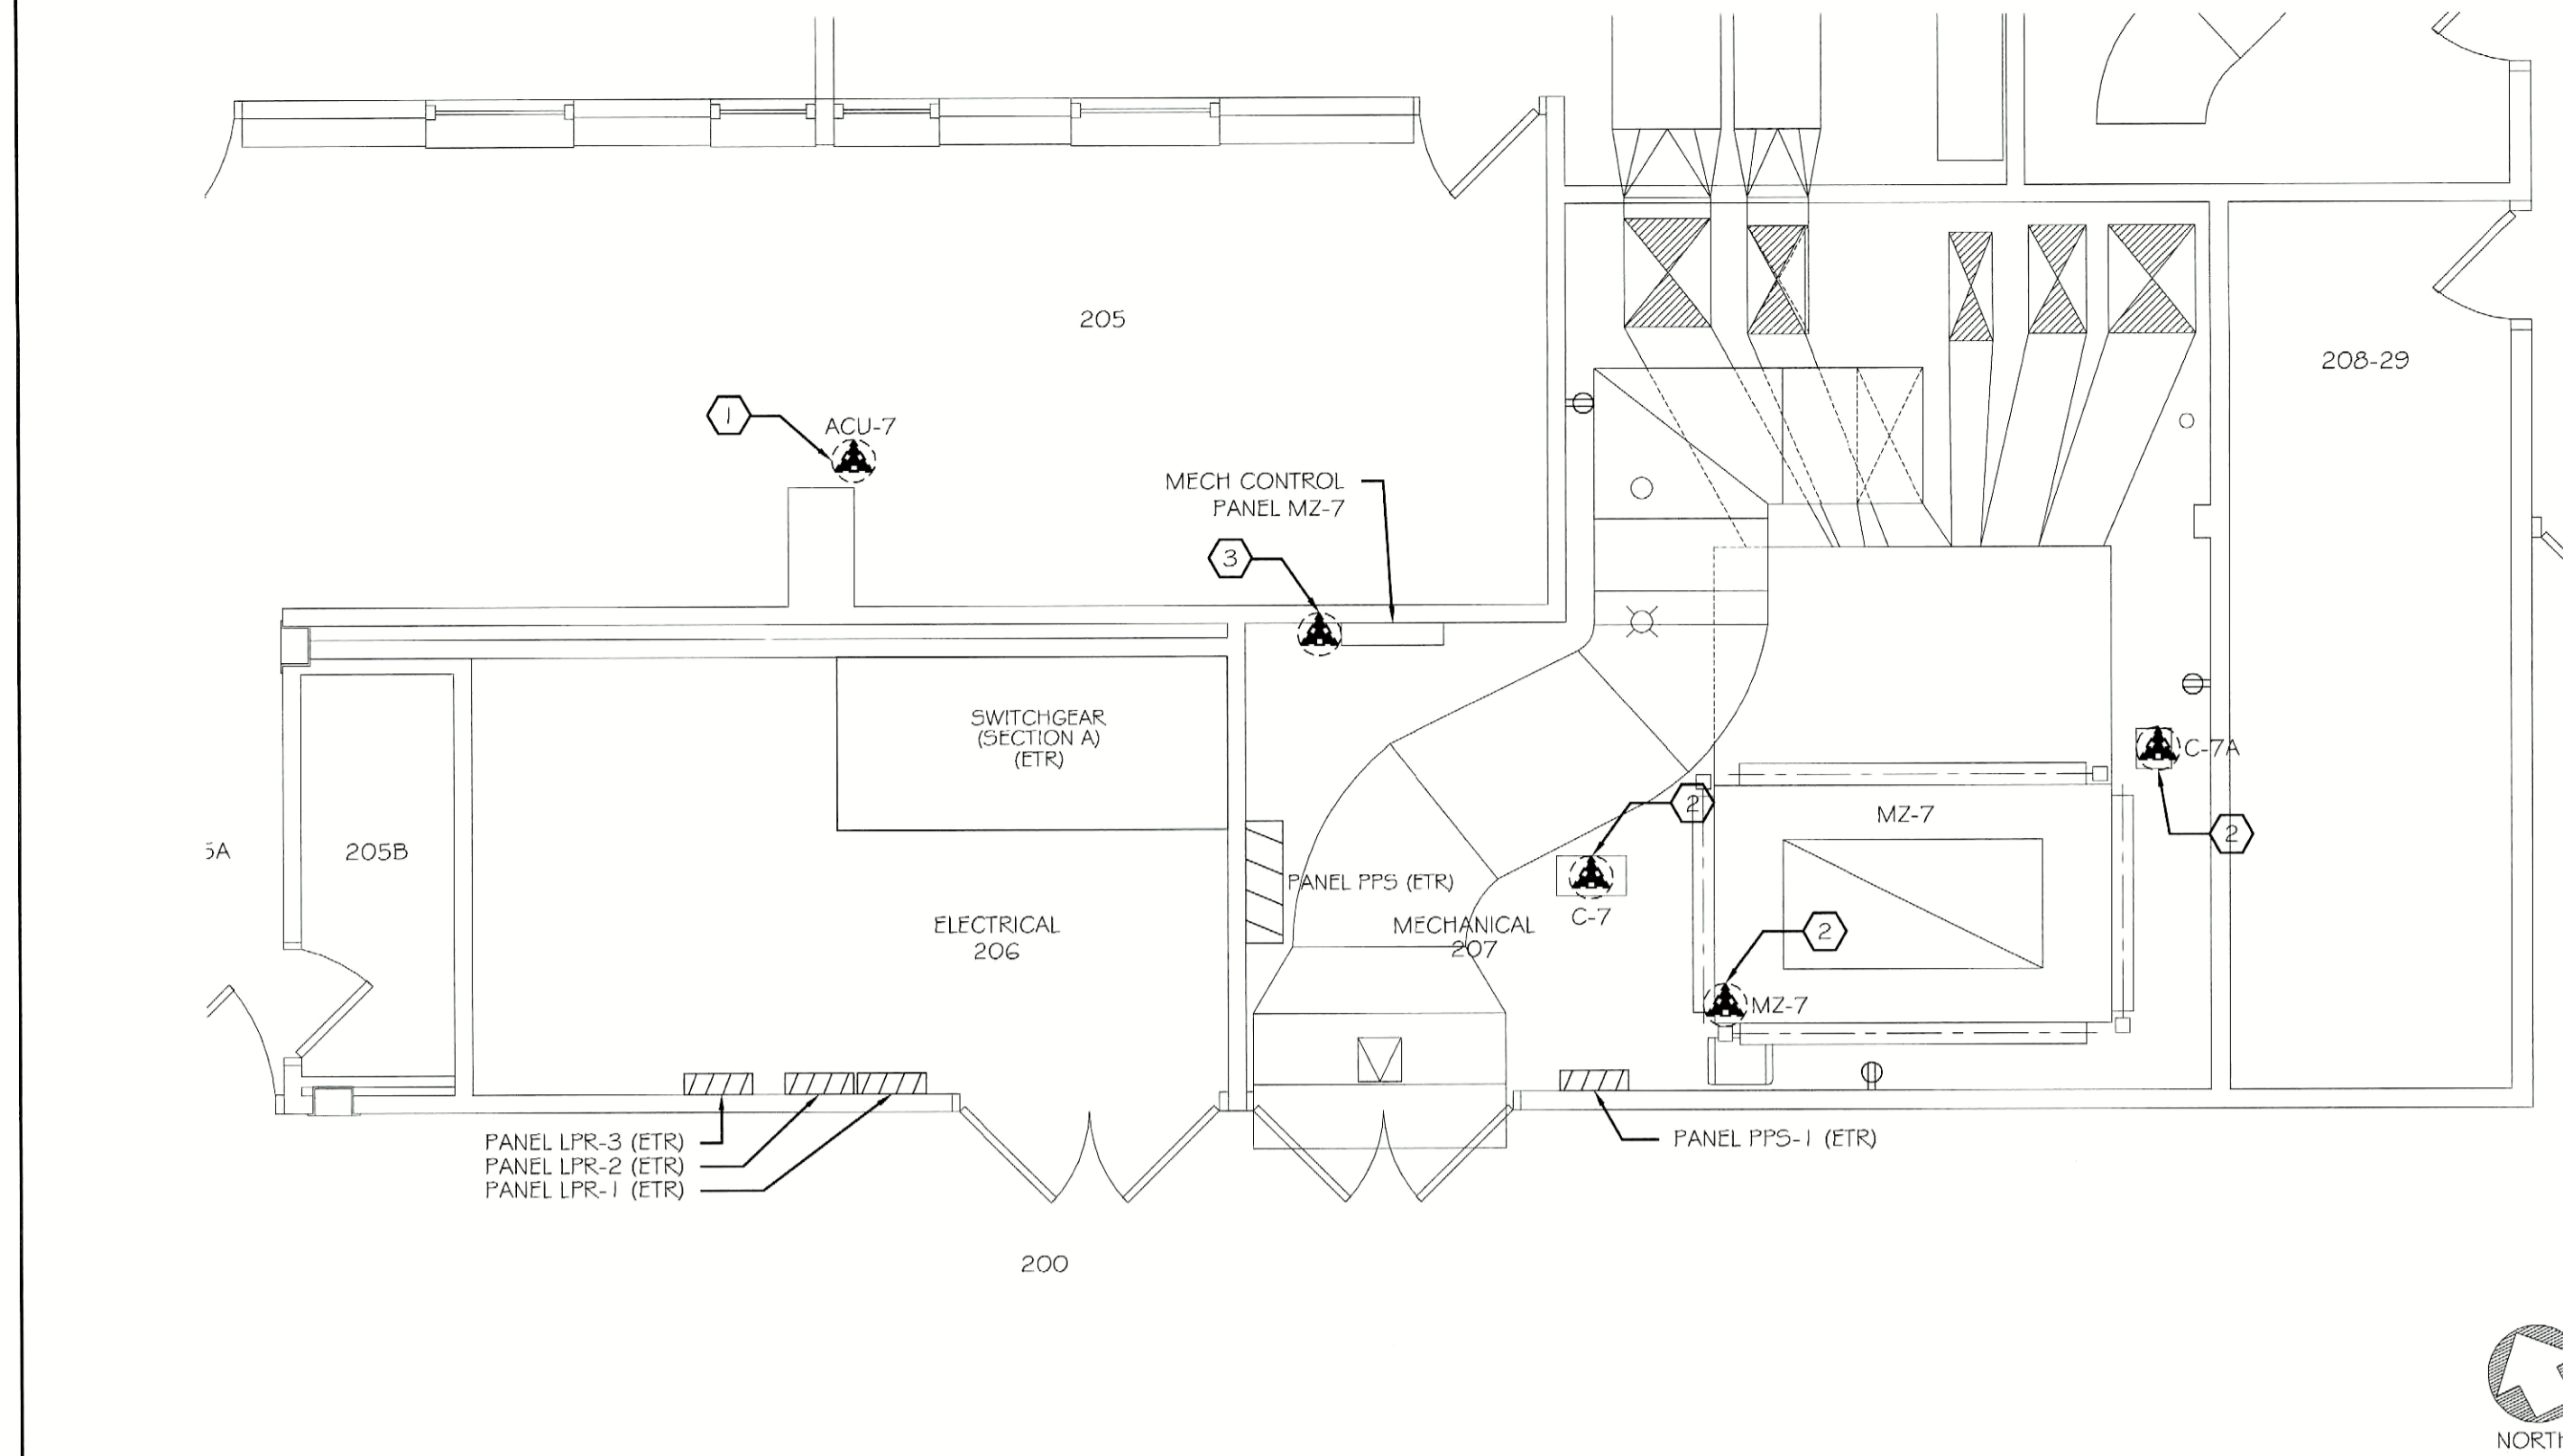 205
208-29
1
ACU-7
MECH CONTROL
PANEL MZ-7
3
SWITCHGEAR
(SECTION A)
(ETR)
C-7A
2
MZ-7
2
5A
205B
PANEL PPS (ETR)
C-7
ELECTRICAL
206
MECHANICAL
207
2
MZ-7
PANEL LPR-3 (ETR)
PANEL LPR-2 (ETR)
PANEL LPR-1 (ETR)
PANEL PPS-1 (ETR)
200
NORTH